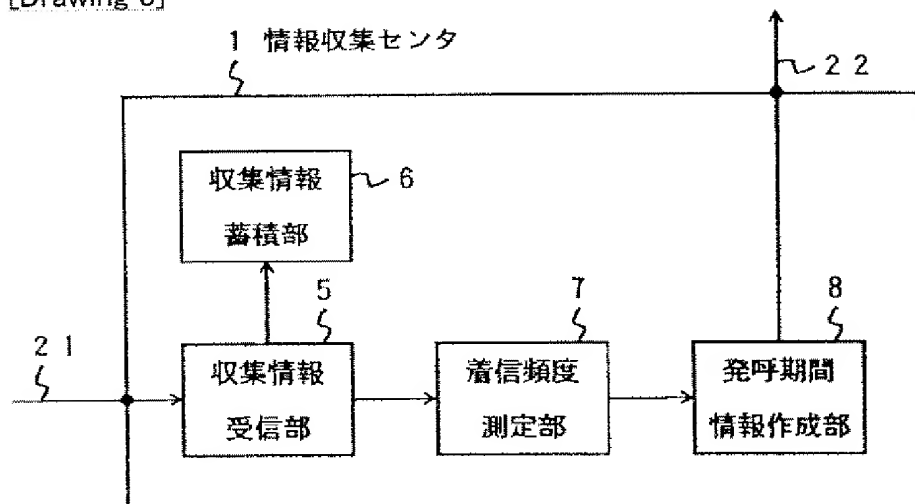 1 情報収集センタ
22
収集情報
蓄積部
6
5
7
8
21
収集情報
受信部
着信頻度
測定部
発呼期間
情報作成部